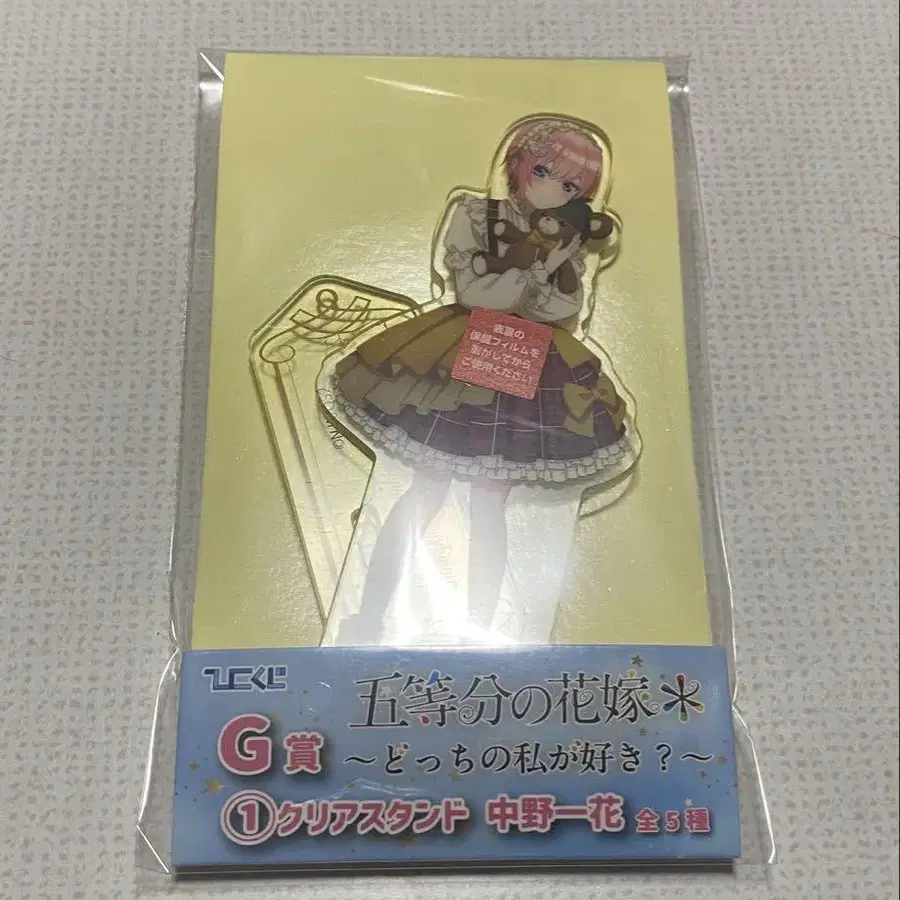 表裏の
保護フィルムを
剥がしてから
ご使用ください
ひこくじ
五等分の花嫁＊
G賞
～どっちの私が好き？～
①クリアスタンド 中野一花 全5種